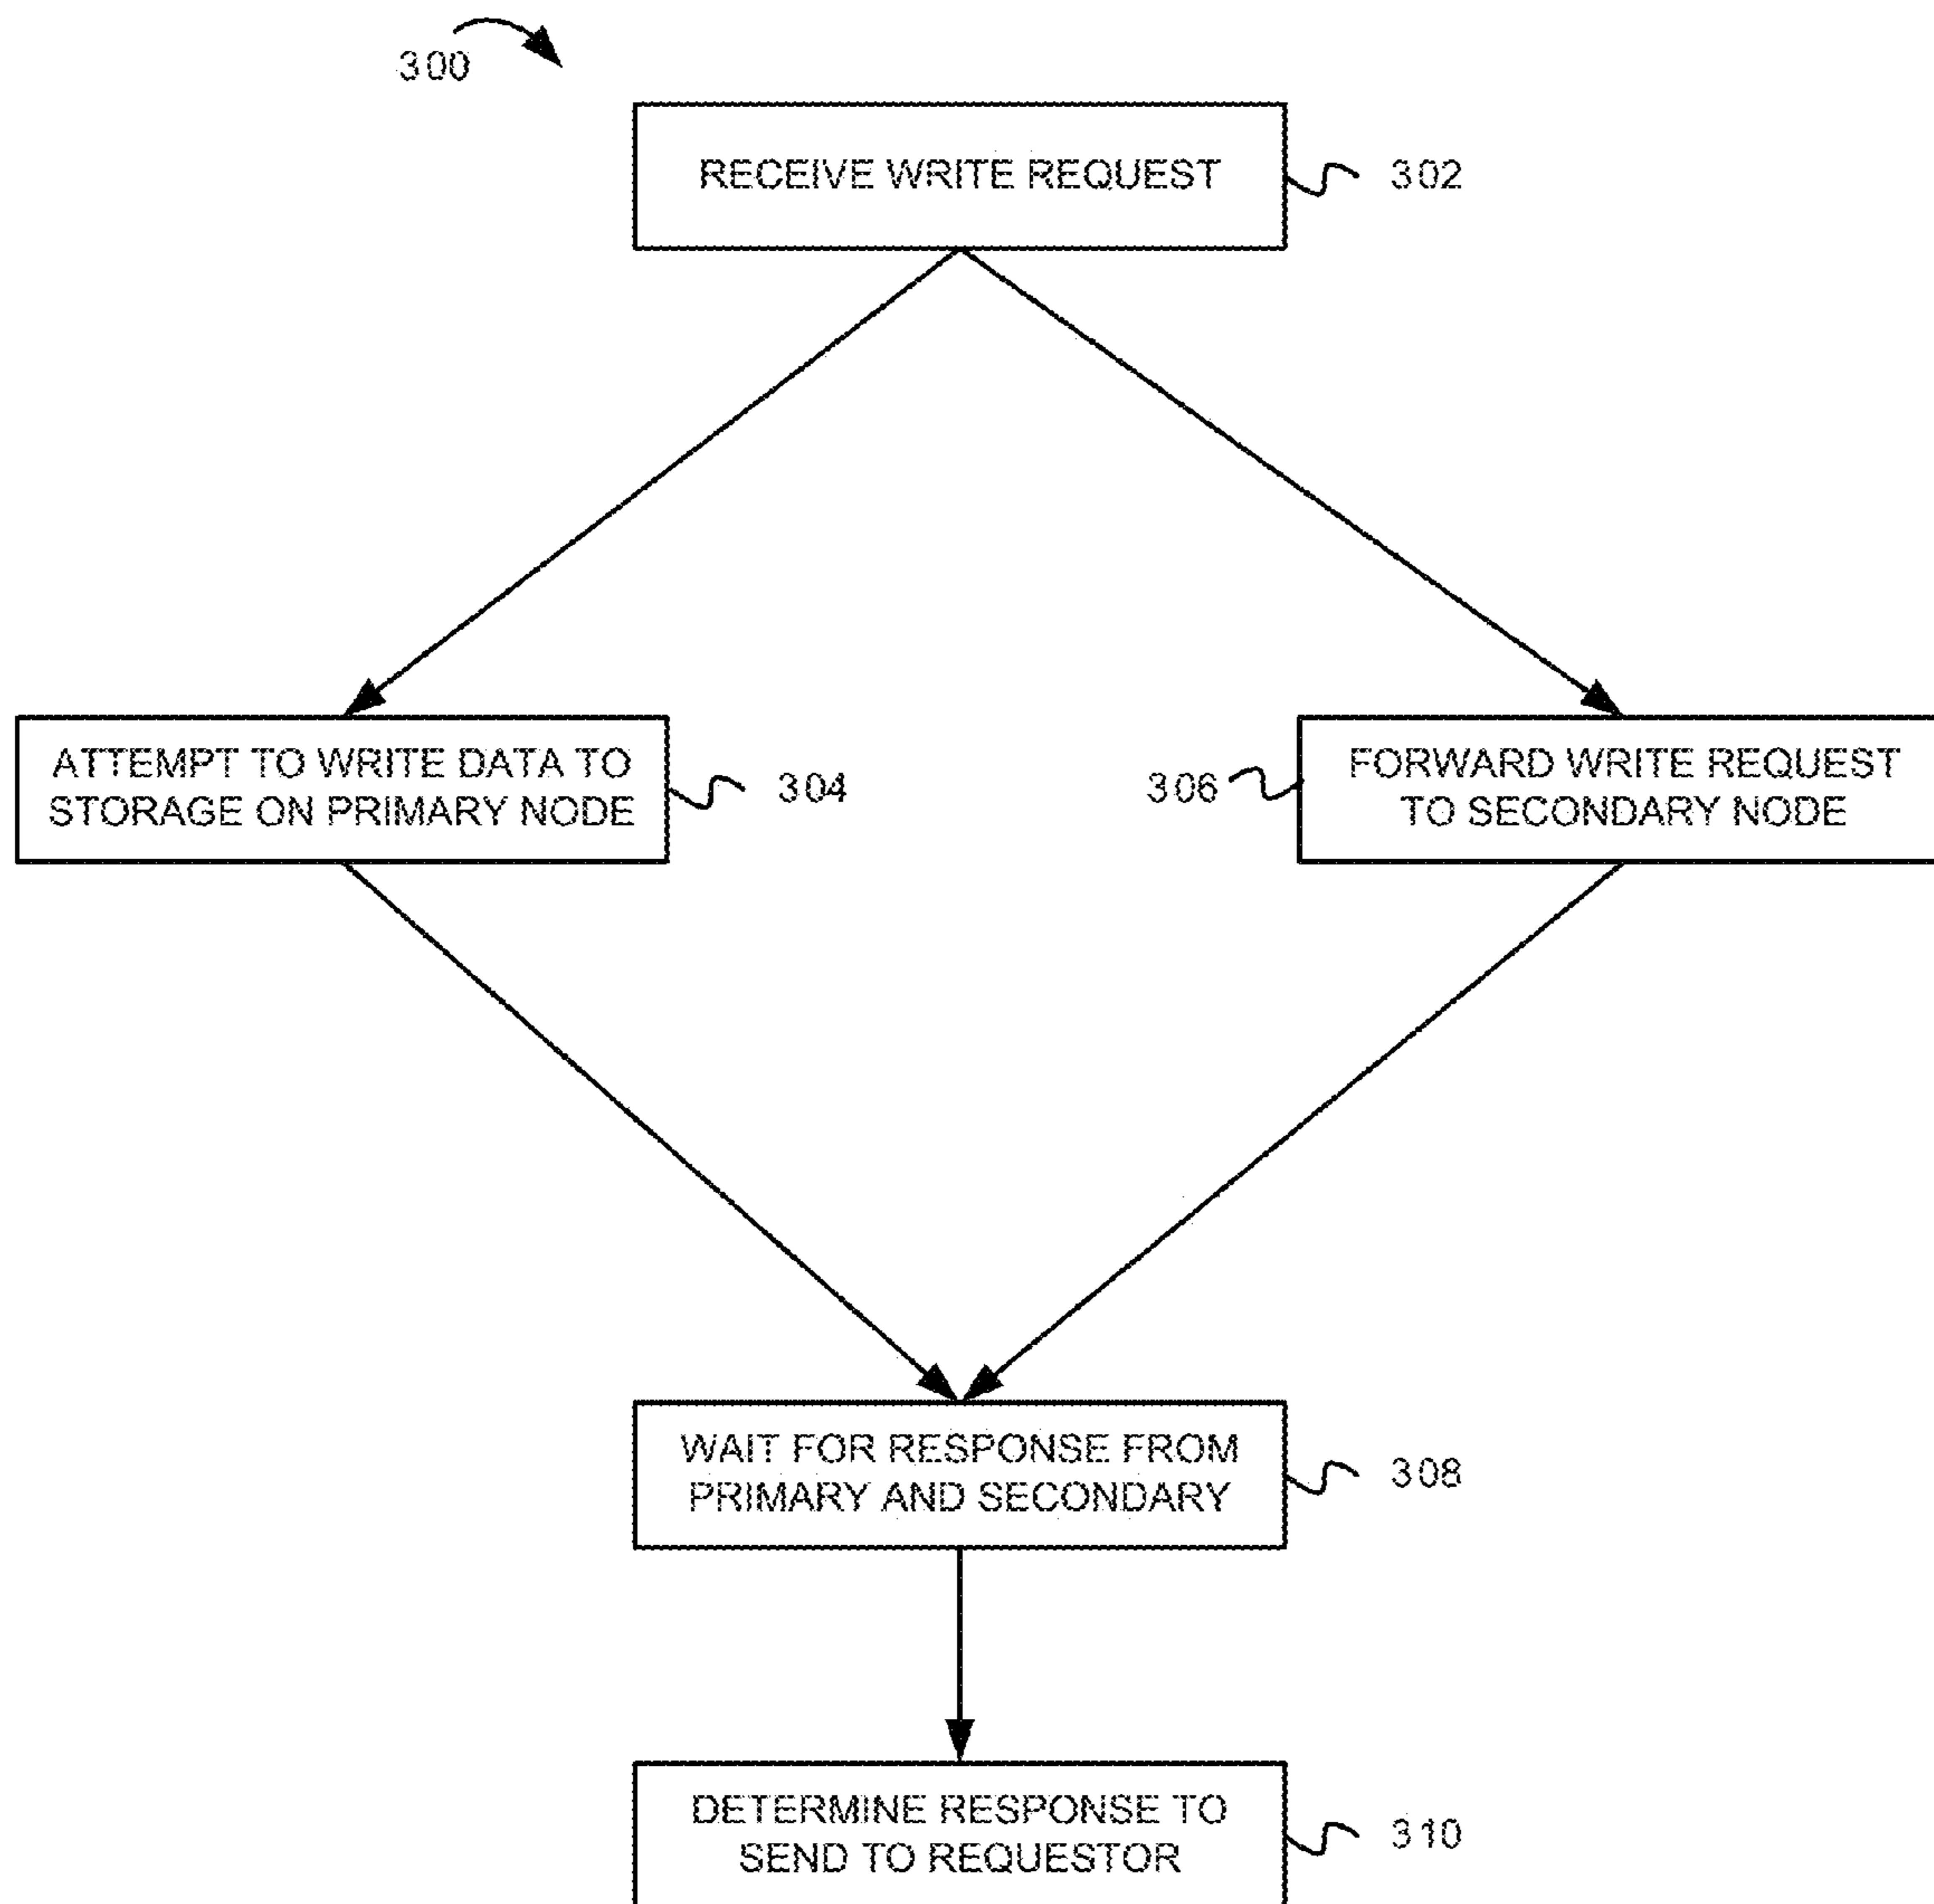 300
RECEIVE WRITE REQUEST
302
ATTEMPT TO WRITE DATA TO
STORAGE ON PRIMARY NODE
304
306
FORWARD WRITE REQUEST
TO SECONDARY NODE
WAIT FOR RESPONSE FROM
PRIMARY AND SECONDARY
308
DETERMINE RESPONSE TO
SEND TO REQUESTOR
310